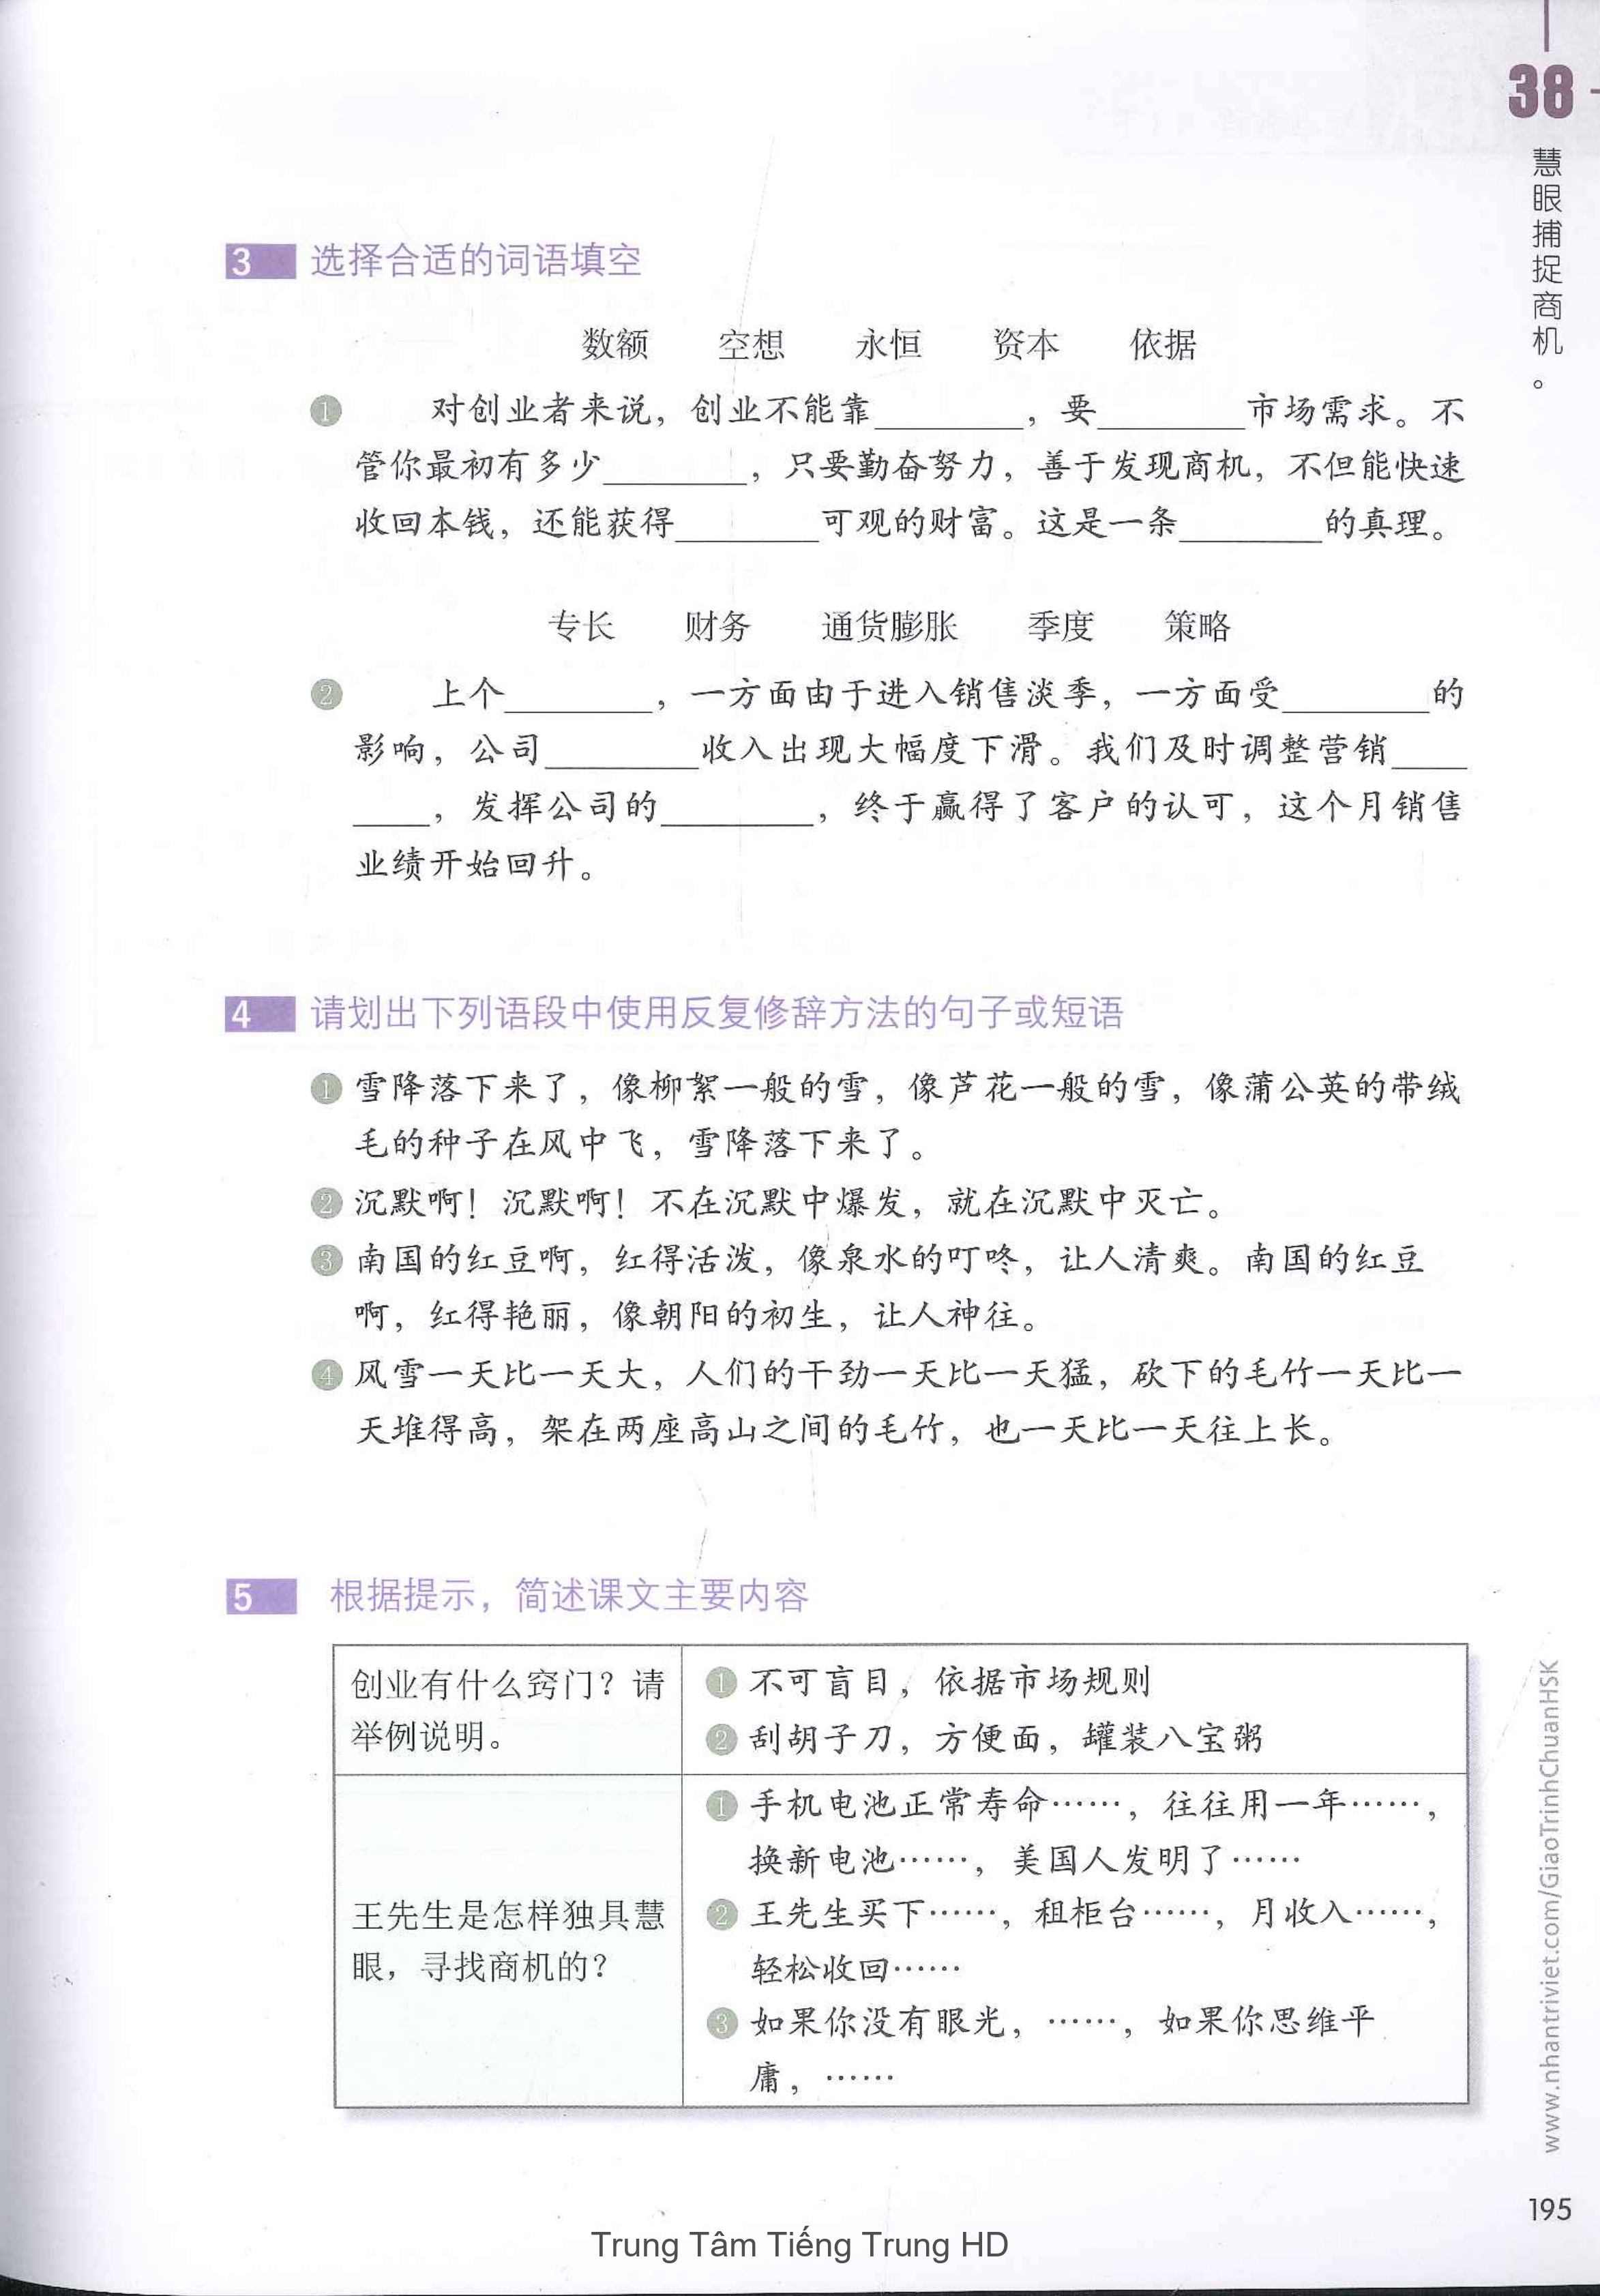 38
慧眼捕捉商机。
3 选择合适的词语填空
数额 空想 永恒 资本 依据
1 对创业者来说，创业不能靠________，要________市场需求。不
管你最初有多少________，只要勤奋努力，善于发现商机，不但能快速
收回本钱，还能获得________可观的财富。这是一条________的真理。
专长 财务 通货膨胀 季度 策略
2 上个________，一方面由于进入销售淡季，一方面受________的
影响，公司________收入出现大幅度下滑。我们及时调整营销____
____，发挥公司的________，终于赢得了客户的认可，这个月销售
业绩开始回升。
4 请划出下列语段中使用反复修辞方法的句子或短语
1 雪降落下来了，像柳絮一般的雪，像芦花一般的雪，像蒲公英的带绒
毛的种子在风中飞，雪降落下来了。
2 沉默啊！沉默啊！不在沉默中爆发，就在沉默中灭亡。
3 南国的红豆啊，红得活泼，像泉水的叮咚，让人清爽。南国的红豆
啊，红得艳丽，像朝阳的初生，让人神往。
4 风雪一天比一天大，人们的干劲一天比一天猛，砍下的毛竹一天比一
天堆得高，架在两座高山之间的毛竹，也一天比一天往上长。
5 根据提示，简述课文主要内容
创业有什么窍门？请
举例说明。
1 不可盲目，依据市场规则
2 刮胡子刀，方便面，罐装八宝粥
王先生是怎样独具慧
眼，寻找商机的？
1 手机电池正常寿命……，往往用一年……，
换新电池……，美国人发明了……
2 王先生买下……，租柜台……，月收入……，
轻松收回……
3 如果你没有眼光，……，如果你思维平
庸，……
www.nhantriviet.com/GiaoTrinhChuanHSK
195
Trung Tâm Tiếng Trung HD